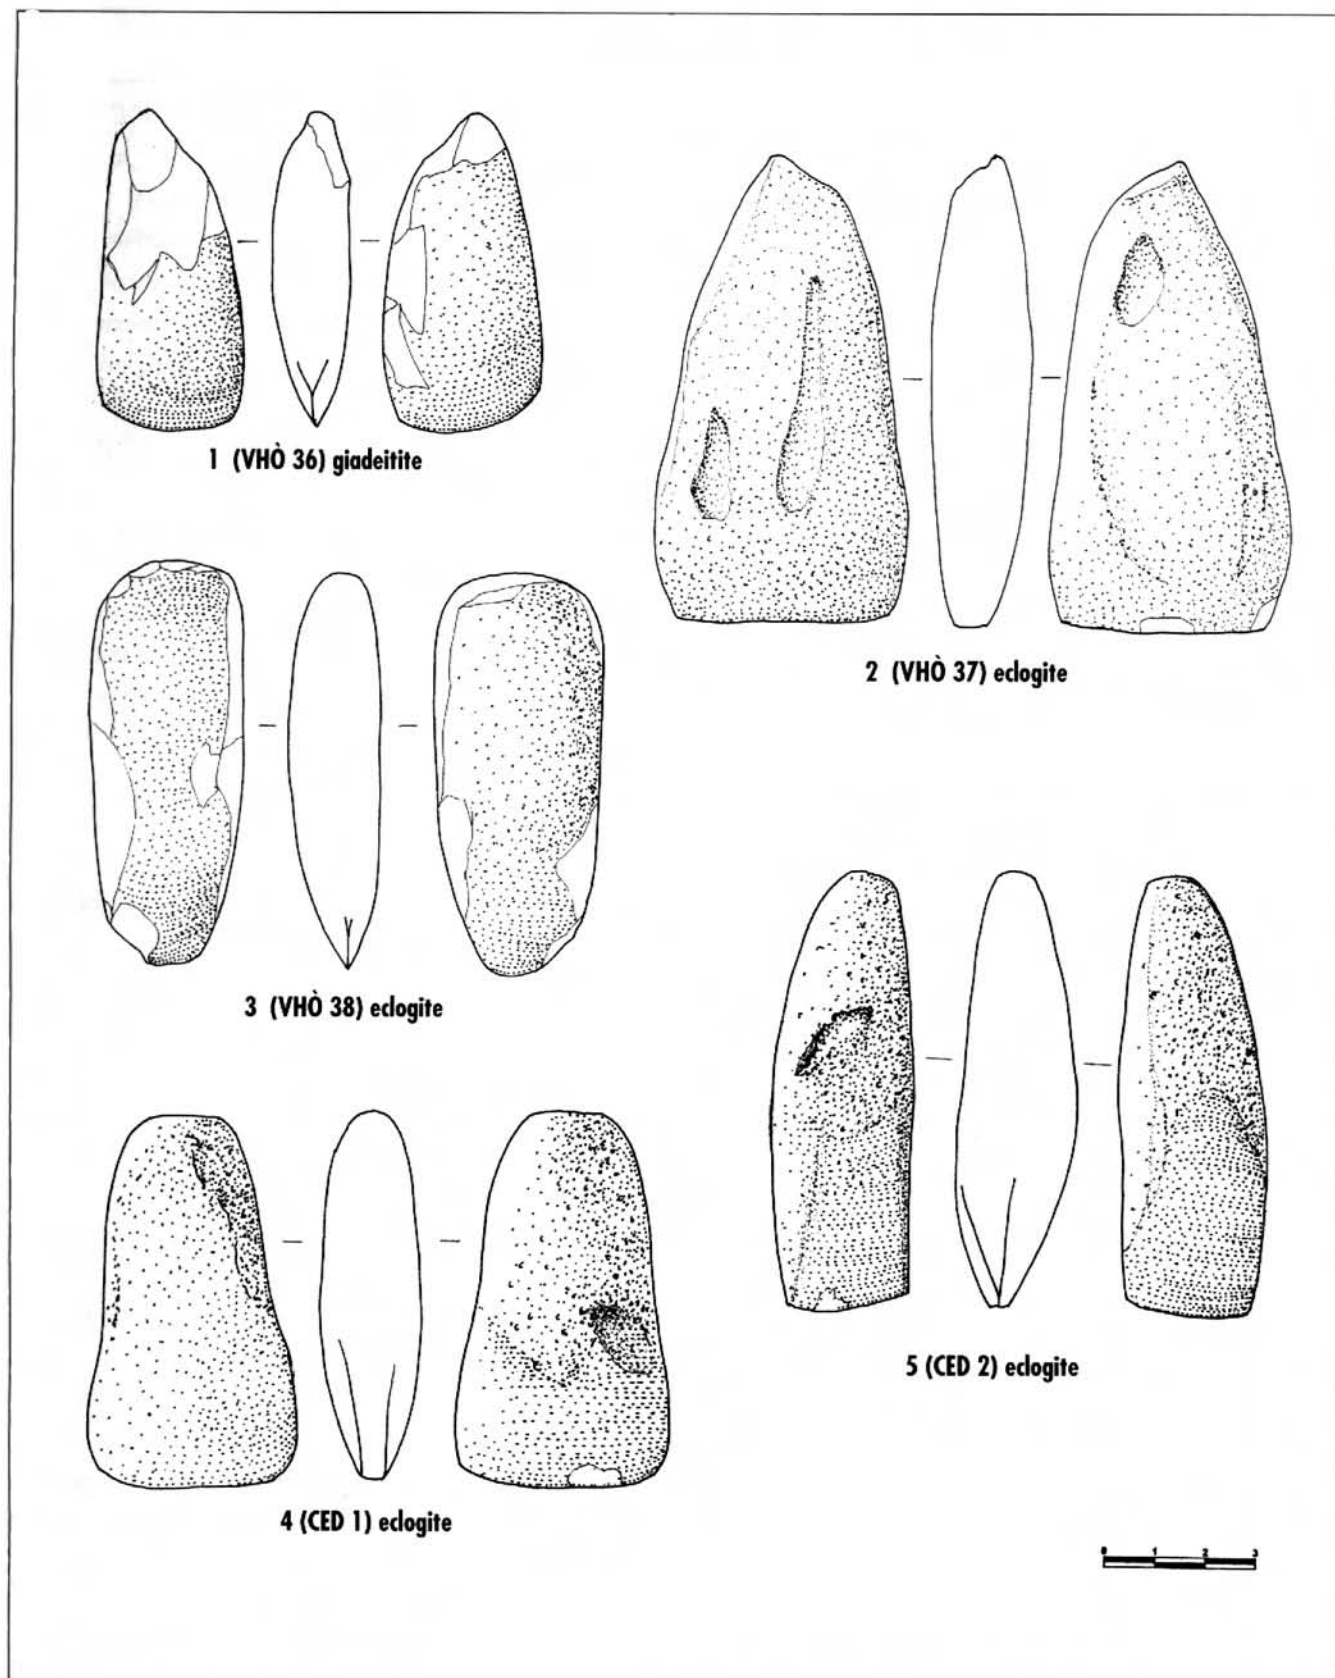 1 (VHÒ 36) giadeitite
2 (VHÒ 37) eclogite
3 (VHÒ 38) eclogite
5 (CED 2) eclogite
4 (CED 1) eclogite
0 1 2 3